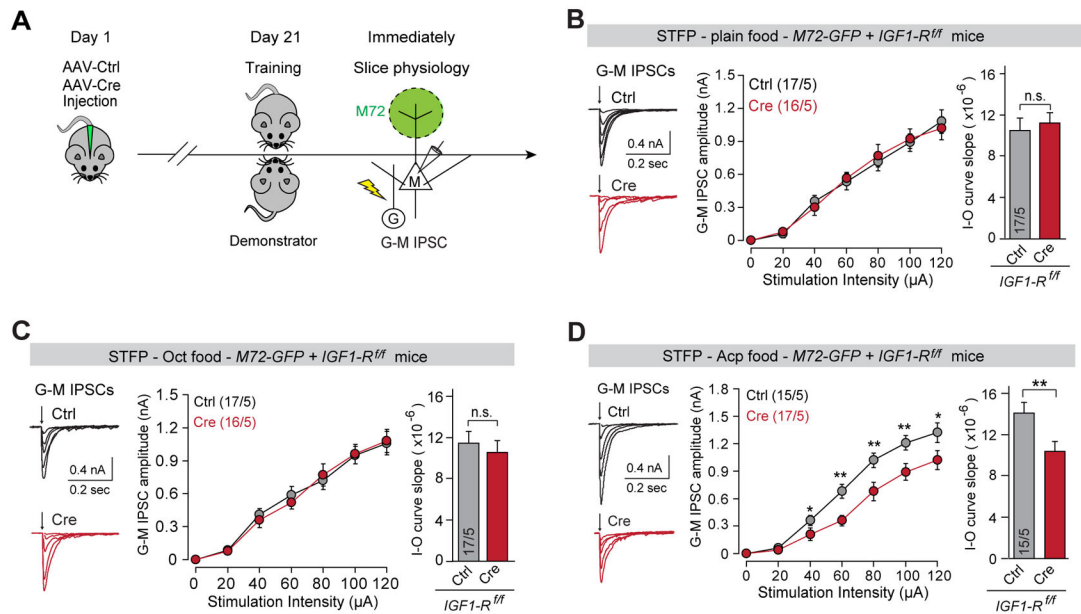 A
Day 1
Day 21
Immediately
AAV-Ctrl
AAV-Cre
Injection
Training
Slice physiology
M72
M
G
Demonstrator
G-M IPSC
B
STFP - plain food - M72-GFP + IGF1-R^f/f mice
G-M IPSCs
Ctrl
0.4 nA
0.2 sec
Cre
G-M IPSC amplitude (nA)
1.5
1.2
0.9
0.6
0.3
0
Ctrl (17/5)
Cre (16/5)
0 20 40 60 80 100 120
Stimulation Intensity (µA)
I-O curve slope ( x10^-6)
16
12
8
4
0
n.s.
17/5
Ctrl
Cre
IGF1-R^f/f
C
STFP - Oct food - M72-GFP + IGF1-R^f/f mice
G-M IPSCs
Ctrl
0.4 nA
0.2 sec
Cre
G-M IPSC amplitude (nA)
1.5
1.2
0.9
0.6
0.3
0
Ctrl (17/5)
Cre (16/5)
0 20 40 60 80 100 120
Stimulation Intensity (µA)
I-O curve slope ( x10^-6)
16
12
8
4
0
n.s.
17/5
Ctrl
Cre
IGF1-R^f/f
D
STFP - Acp food - M72-GFP + IGF1-R^f/f mice
G-M IPSCs
Ctrl
0.4 nA
0.2 sec
Cre
G-M IPSC amplitude (nA)
1.8
1.5
1.2
0.9
0.6
0.3
0
Ctrl (15/5)
Cre (17/5)
* ** ** ** *
0 20 40 60 80 100 120
Stimulation Intensity (µA)
I-O curve slope ( x10^-6)
16
12
8
4
0
**
15/5
Ctrl
Cre
IGF1-R^f/f